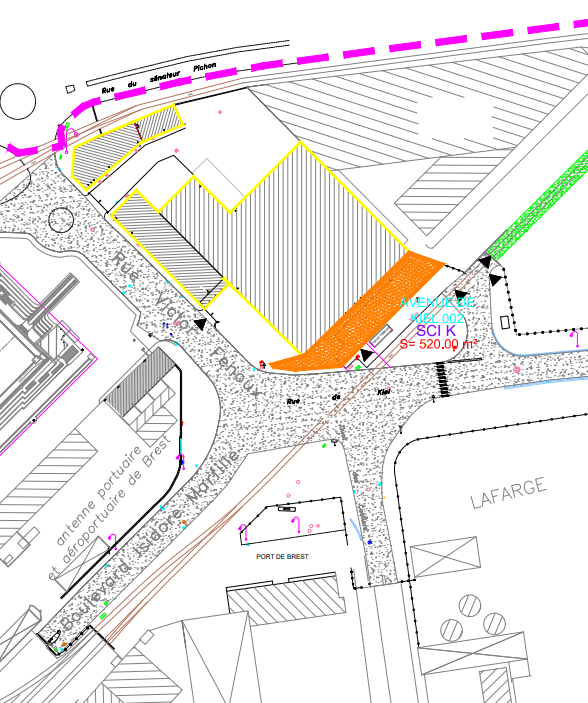 Rue du sénateur Pichon
Rue Victor Fenoux
AVENUE DE
KIEL 002
SCI K
S= 520.00 m²
Rue de Kiel
antenne portuaire
et aéroportuaire de Brest
Boulevard Isidore Marfille
LAFARGE
PORT DE BREST